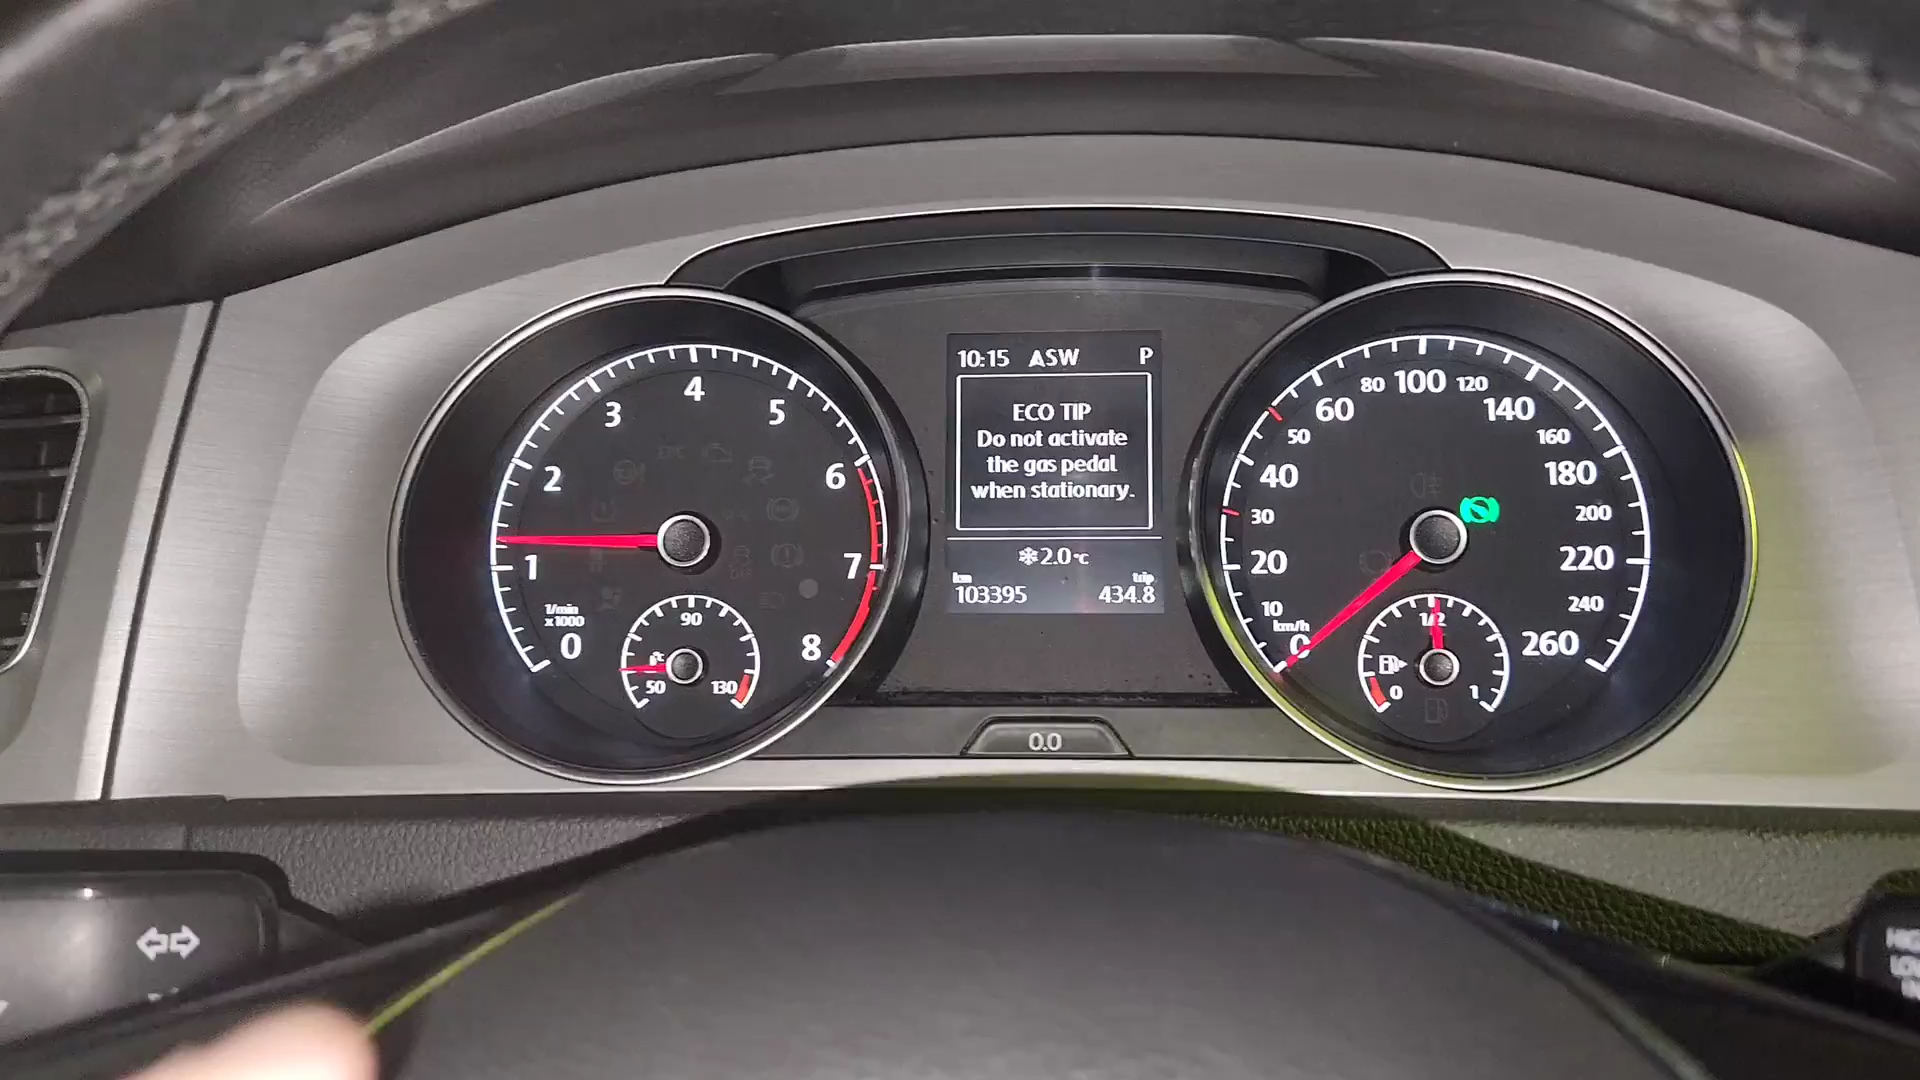 10:15 ASW P
ECO TIP
Do not activate
the gas pedal
when stationary.
❄2.0°C
km trip
103395 434.8
0.0
0 1 2 3 4 5 6 7 8
1/min
x1000
50 90 130
°C
0 10 20 30 40 50 60 80 100 120 140 160 180 200 220 240 260
km/h
0 1/2 1